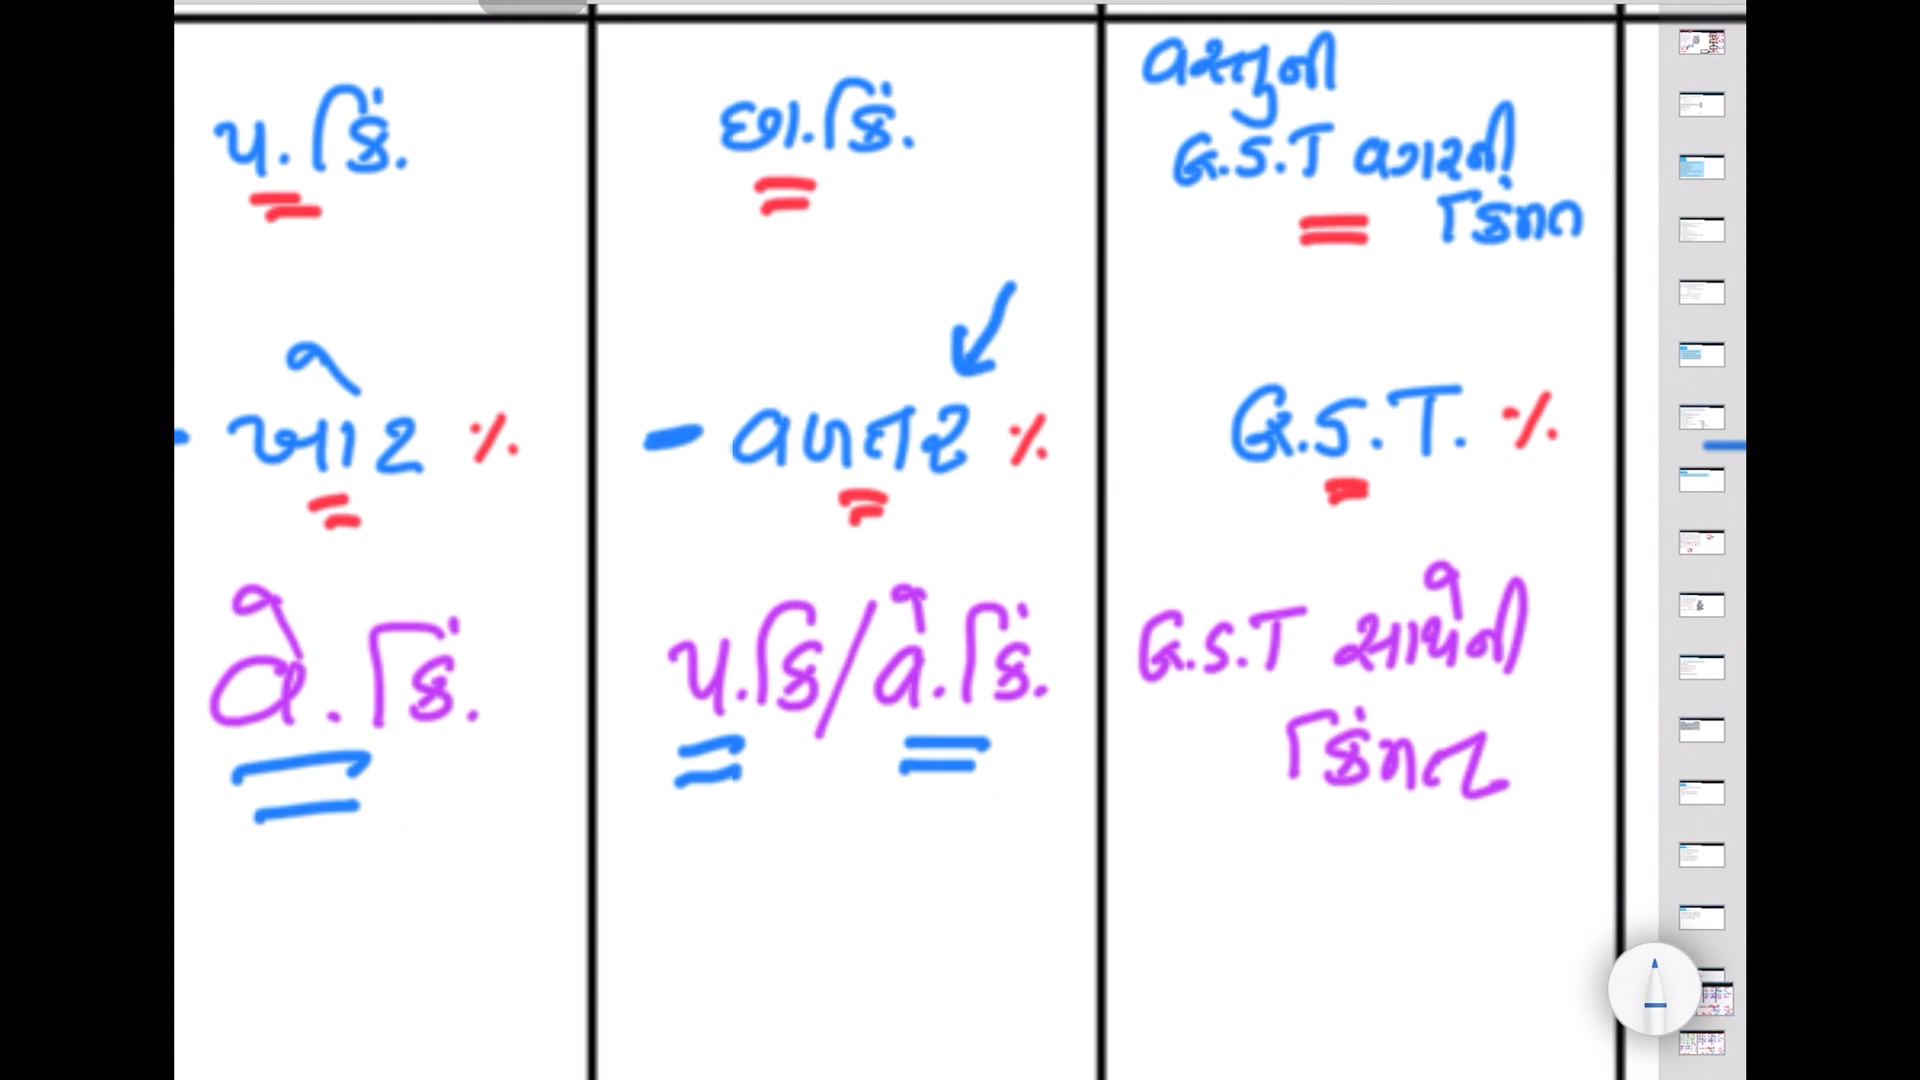 પ. કિં.
- ખોટ %
વે. કિં.
છા. કિં.
- વળતર %
પ. કિ / વે. કિં.
વસ્તુની
G.S.T વગરની
કિંમત
G.S.T. %
G.S.T સાથેની
કિંમત